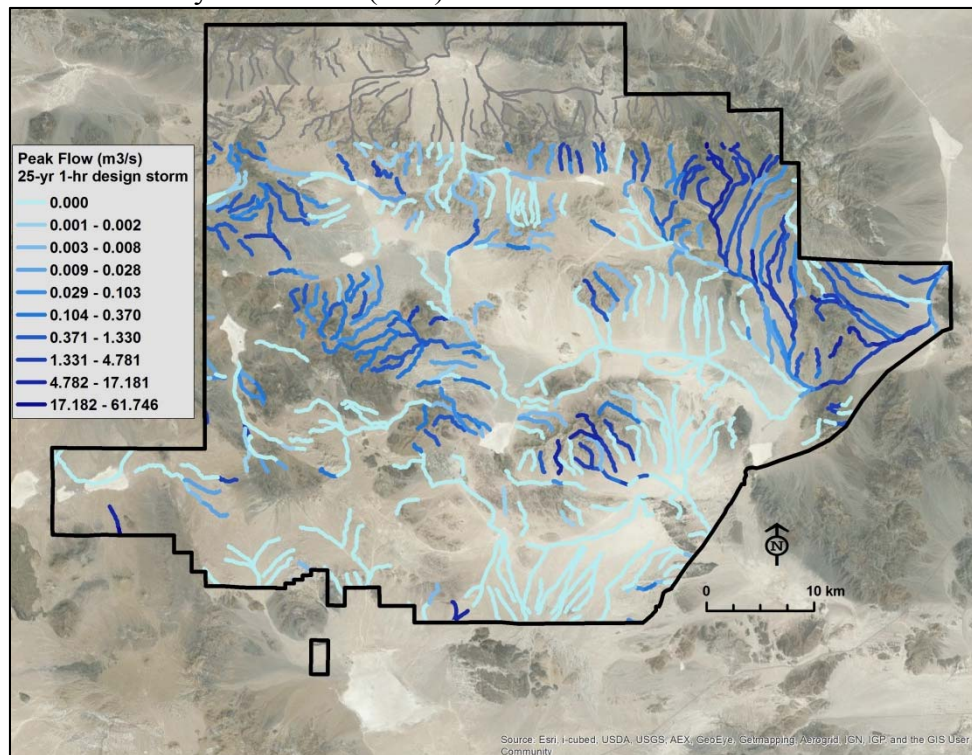 Peak Flow (m3/s)
25-yr 1-hr design storm
0.000
0.001 - 0.002
0.003 - 0.008
0.009 - 0.028
0.029 - 0.103
0.104 - 0.370
0.371 - 1.330
1.331 - 4.781
4.782 - 17.181
17.182 - 61.746
N
0 10 km
Source: Esri, i-cubed, USDA, USGS, AEX, GeoEye, Getmapping, Aerogrid, IGN, IGP, and the GIS User
Community